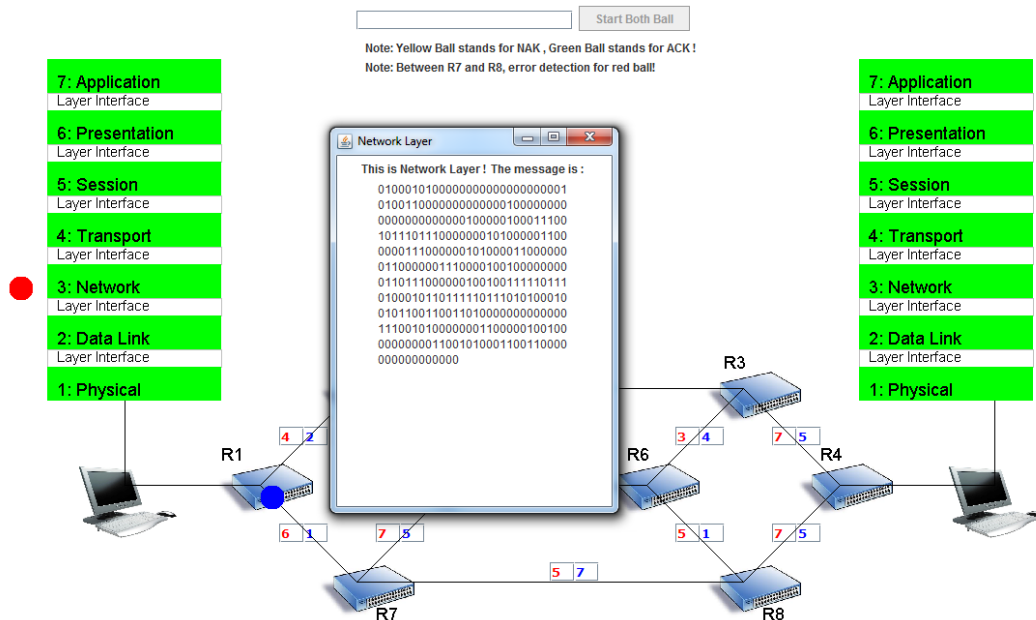 Start Both Ball
Note: Yellow Ball stands for NAK , Green Ball stands for ACK !
Note: Between R7 and R8, error detection for red ball!
7: Application
Layer Interface
6: Presentation
Layer Interface
5: Session
Layer Interface
4: Transport
Layer Interface
3: Network
Layer Interface
2: Data Link
Layer Interface
1: Physical
Network Layer
This is Network Layer ! The message is :
0100010100000000000000000001
0100110000000000000100000000
0000000000000100000100011100
1011101110000000101000001100
0000111000000101000011000000
0110000001110000100100000000
0110111000000100100111110111
0100010110111110111010100010
0101100110011010000000000000
1110010100000001100000100100
0000000011001010001100110000
000000000000
7: Application
Layer Interface
6: Presentation
Layer Interface
5: Session
Layer Interface
4: Transport
Layer Interface
3: Network
Layer Interface
2: Data Link
Layer Interface
1: Physical
R3
4 2
3 4
7 5
R1
R6
R4
6 1
7 5
5 1
7 5
5 7
R7
R8